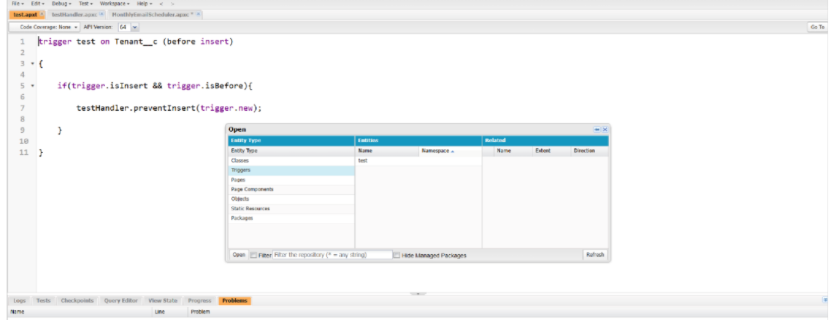 File Edit Debug Test Workspace Help < >
test.apxt testHandler.apxc MonthlyEmailScheduler.apxc
Code Coverage: None API Version: 64 Go To
1 trigger test on Tenant__c (before insert)
2
3 {
4
5 if(trigger.isInsert && trigger.isBefore){
6
7 testHandler.preventInsert(trigger.new);
8
9 }
10
11 }
Open
Entity Type Entities Related
Entity Type Name Namespace Name Extent Direction
Classes test
Triggers
Pages
Page Components
Objects
Static Resources
Packages
Open Filter Filter the repository (* = any string) Hide Managed Packages Refresh
Logs Tests Checkpoints Query Editor View State Progress Problems
Name Line Problem